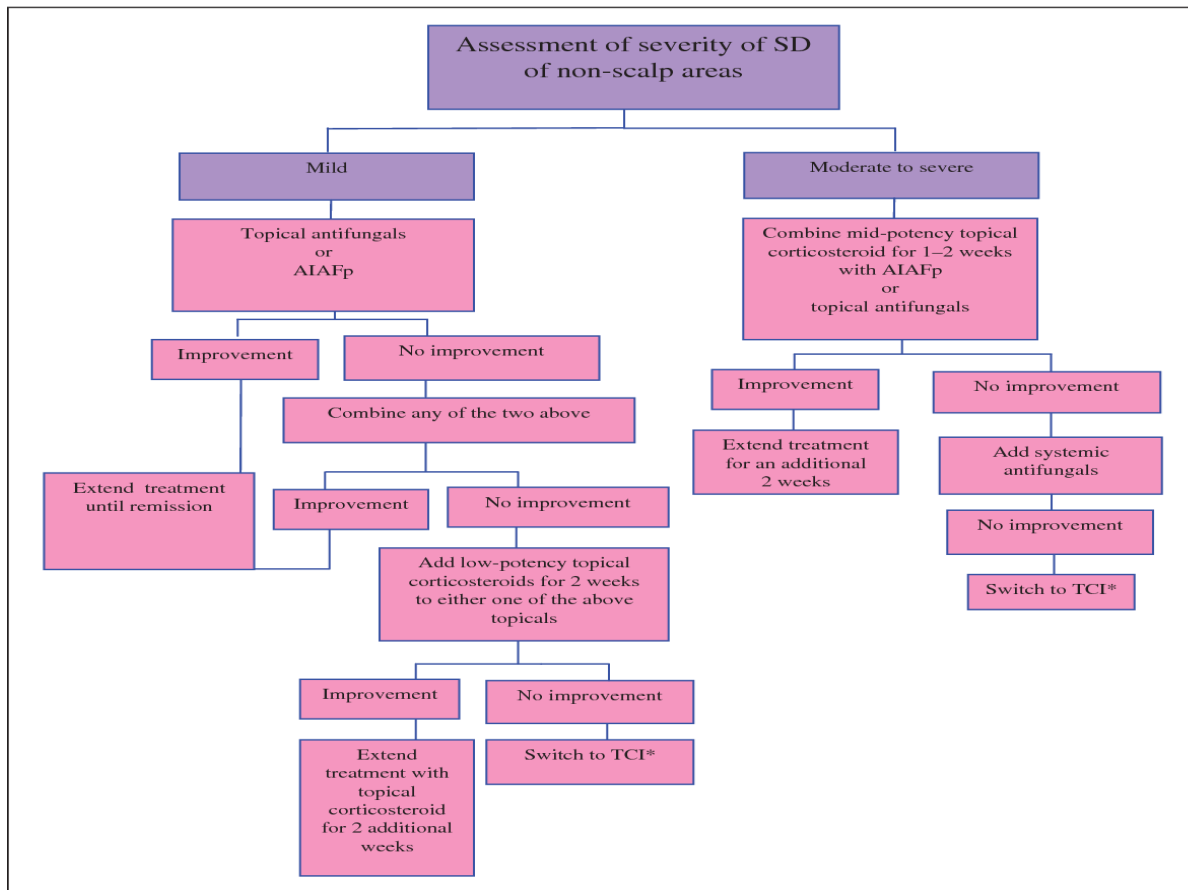 Assessment of severity of SD
of non-scalp areas
Mild
Moderate to severe
Topical antifungals
or
AIAFp
Combine mid-potency topical
corticosteroid for 1–2 weeks
with AIAFp
or
topical antifungals
Improvement
No improvement
Improvement
No improvement
Combine any of the two above
Extend treatment
for an additional
2 weeks
Add systemic
antifungals
Extend treatment
until remission
Improvement
No improvement
No improvement
Add low-potency topical
corticosteroids for 2 weeks
to either one of the above
topicals
Switch to TCI*
Improvement
No improvement
Extend
treatment with
topical
corticosteroid
for 2 additional
weeks
Switch to TCI*